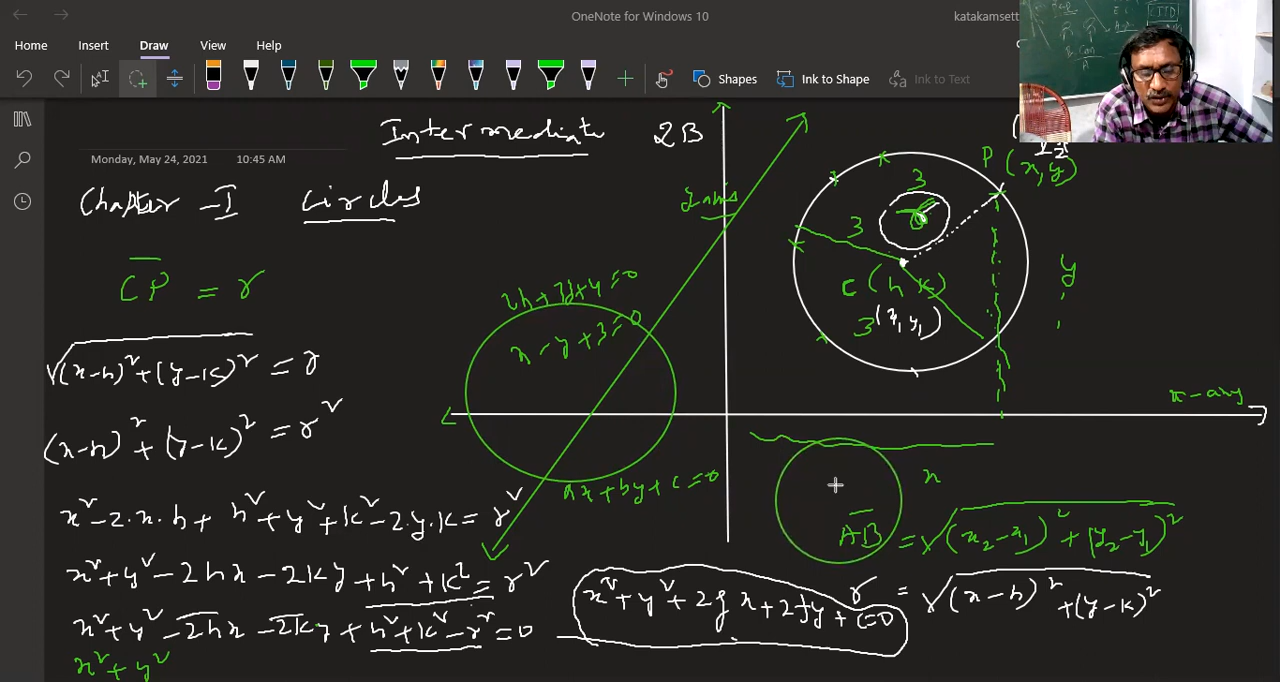 OneNote for Windows 10
katakamsett
Home Insert Draw View Help
Shapes Ink to Shape Ink to Text
Monday, May 24, 2021 10:45 AM
Intermediate 2B
Chapter - I Circles
P (x, y)
3
3
C (h k)
3 (x, y₁)
y
x
x - axis
CP = r
√(x-h)² + (y-k)² = r
(x-h)² + (y-k)² = r²
x² - 2·x·h + h² + y² + k² - 2·y·k = r²
x² + y² - 2hx - 2ky + h² + k² = r²
x² + y² - 2hx - 2ky + h² + k² - r² = 0
x² + y²
x - y + 3 = 0
ax + by + c = 0
AB = √(x₂-x₁)² + (y₂-y₁)²
x² + y² + 2gx + 2fy + c = 0
r = √(x-h)² + (y-k)²